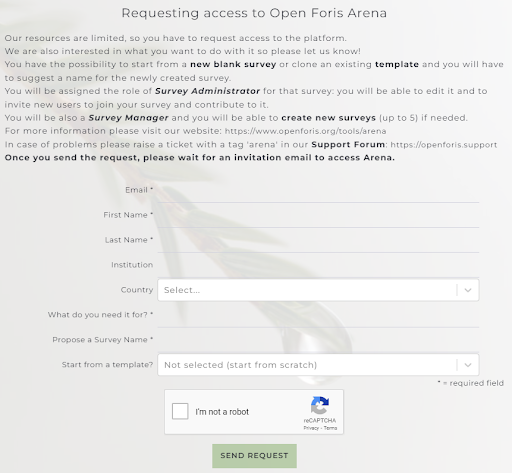 Requesting access to Open Foris Arena
Our resources are limited, so you have to request access to the platform.
We are also interested in what you want to do with it so please let us know!
You have the possibility to start from a new blank survey or clone an existing template and you will have
to suggest a name for the newly created survey.
You will be assigned the role of Survey Administrator for that survey: you will be able to edit it and to
invite new users to join your survey and contribute to it.
You will be also a Survey Manager and you will be able to create new surveys (up to 5) if needed.
For more information please visit our website: https://www.openforis.org/tools/arena
In case of problems please raise a ticket with a tag 'arena' in our Support Forum: https://openforis.support
Once you send the request, please wait for an invitation email to access Arena.
Email *
First Name *
Last Name *
Institution
Country Select...
What do you need it for? *
Propose a Survey Name *
Start from a template? Not selected (start from scratch)
* = required field
I'm not a robot
reCAPTCHA
Privacy - Terms
SEND REQUEST